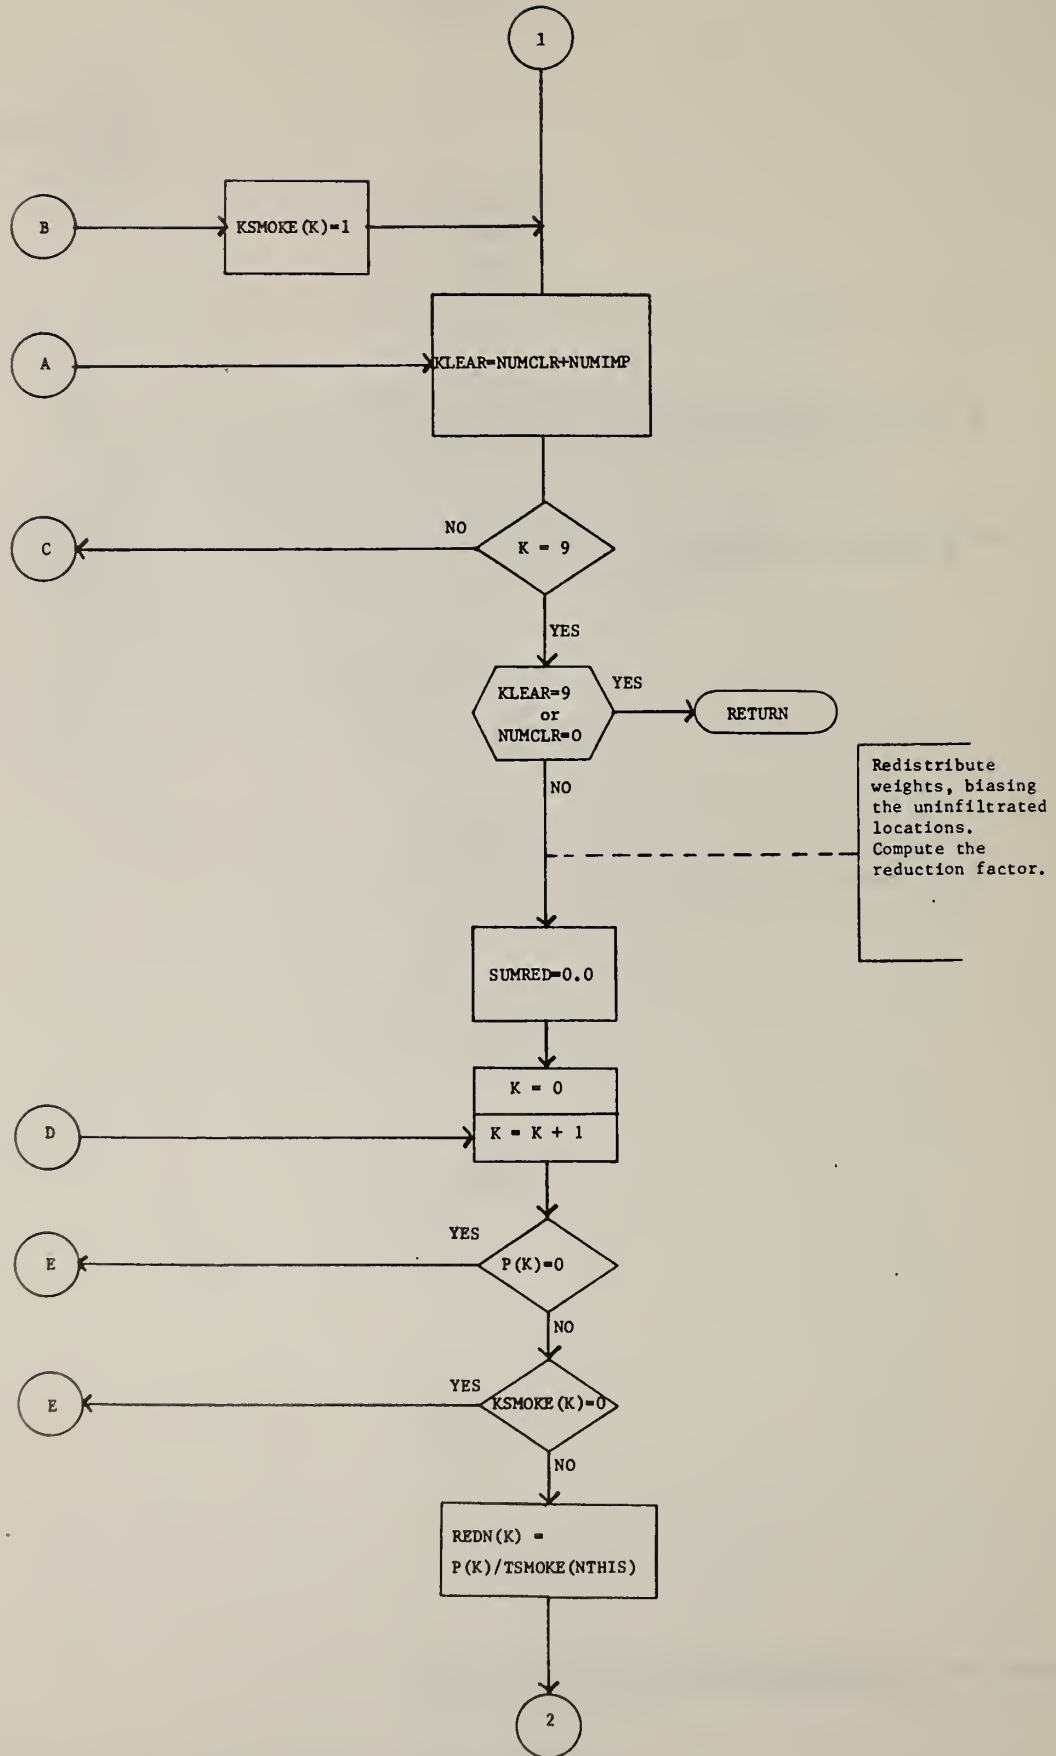 1
B
KSMOKE(K)=1
A
KLEAR=NUMCLR+NUMIMP
C
NO
K = 9
YES
KLEAR=9
or
NUMCLR=0
YES
RETURN
NO
Redistribute
weights, biasing
the uninfiltrated
locations.
Compute the
reduction factor.
SUMRED=0.0
K = 0
D
K = K + 1
E
YES
P(K)=0
NO
E
YES
KSMOKE(K)=0
NO
REDN(K) =
P(K)/TSMOKE(NTHIS)
2